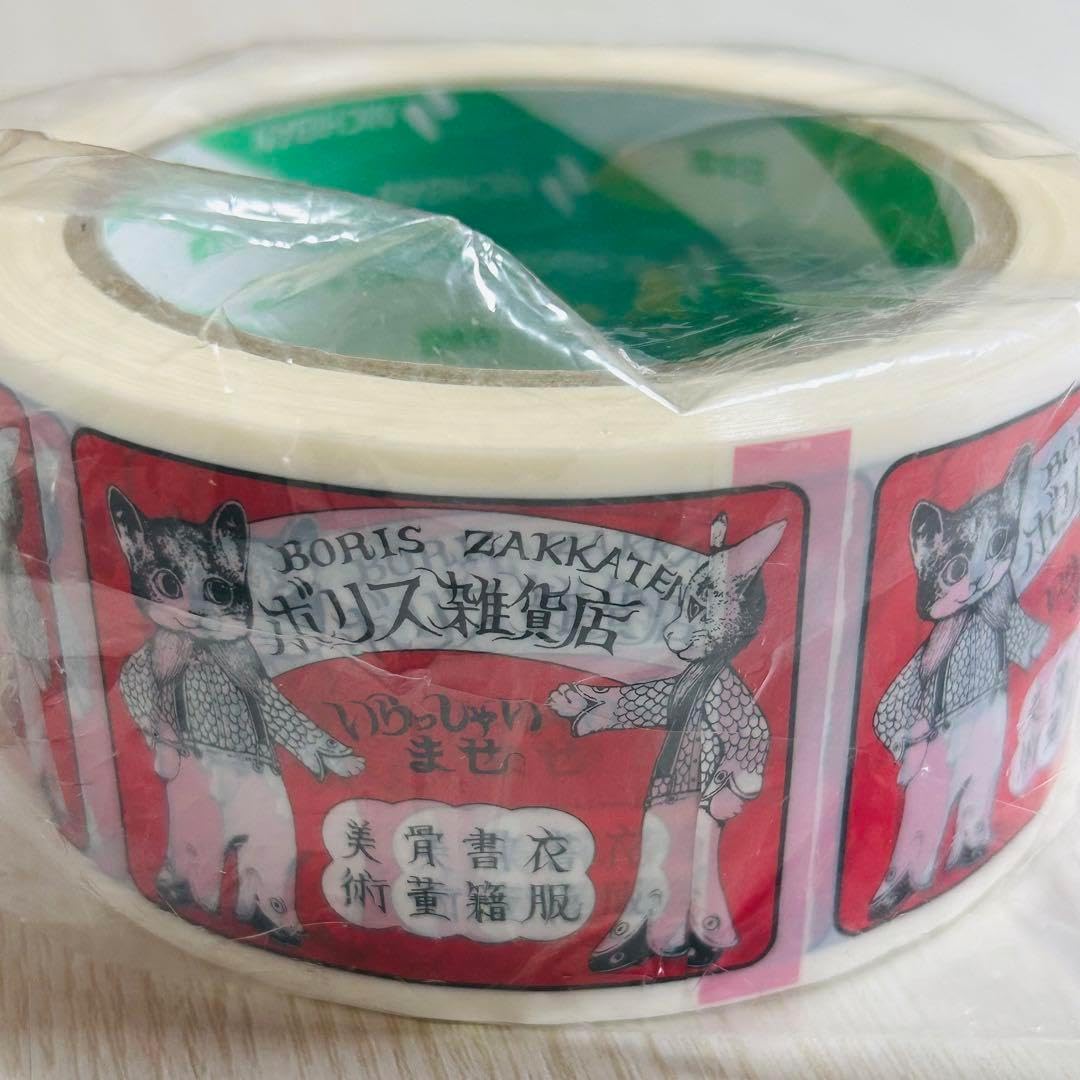 NICHIBAN
BORIS ZAKKATEN
ボリス雑貨店
いらっしゃい
ませ
衣服
書籍
骨董
美術